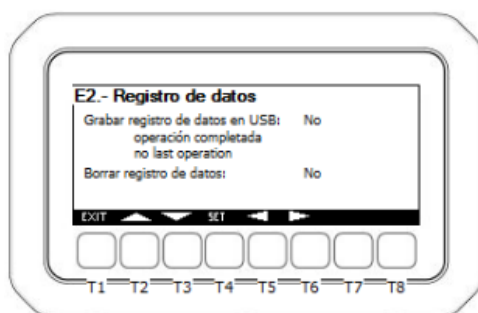 E2.- Registro de datos
Grabar registro de datos en USB: No
operación completada
no last operation
Borrar registro de datos: No
EXIT SET
T1 T2 T3 T4 T5 T6 T7 T8